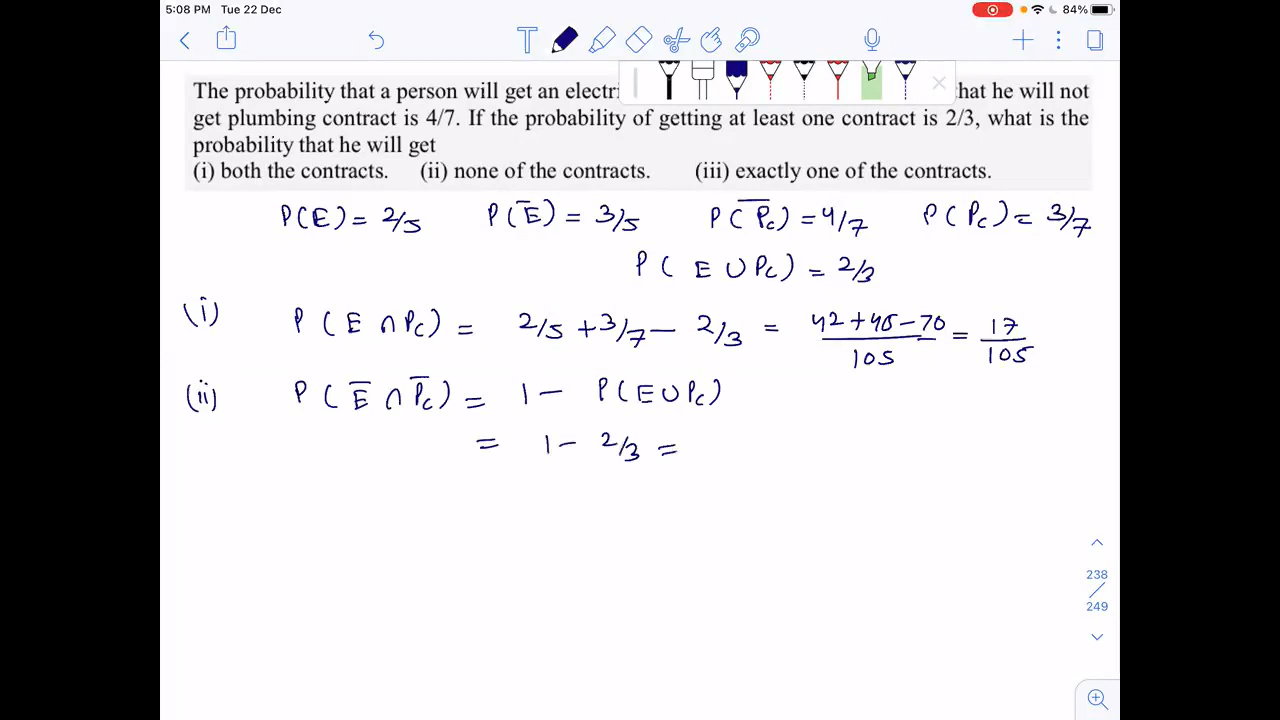 5:08 PM Tue 22 Dec 84%
T
The probability that a person will get an electri hat he will not
get plumbing contract is 4/7. If the probability of getting at least one contract is 2/3, what is the
probability that he will get
(i) both the contracts. (ii) none of the contracts. (iii) exactly one of the contracts.
P(E) = 2/5 P(E̅) = 3/5 P(P̅c̅) = 4/7 P(Pc) = 3/7
P(E ∪ Pc) = 2/3
(i) P(E ∩ Pc) = 2/5 + 3/7 - 2/3 = (42 + 45 - 70)/105 = 17/105
(ii) P(E̅ ∩ P̅c) = 1 - P(E ∪ Pc)
= 1 - 2/3 =
238
/
249